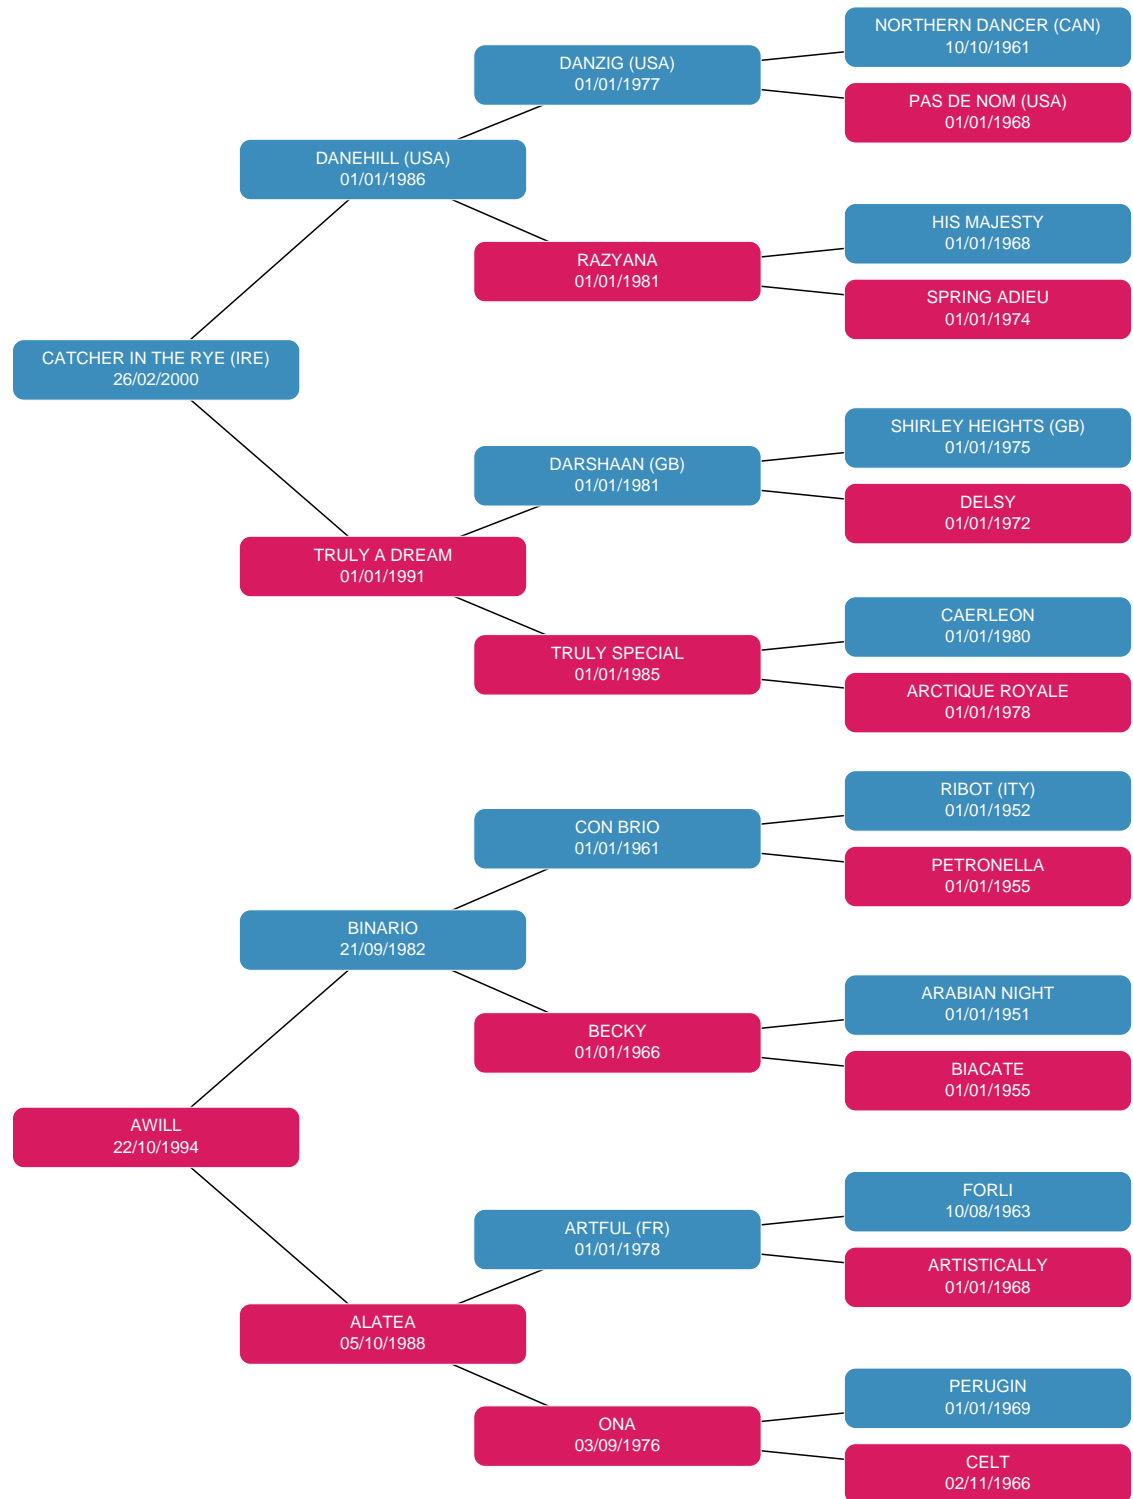 NORTHERN DANCER (CAN)
10/10/1961
DANZIG (USA)
01/01/1977
PAS DE NOM (USA)
01/01/1968
DANEHILL (USA)
01/01/1986
HIS MAJESTY
01/01/1968
RAZYANA
01/01/1981
SPRING ADIEU
01/01/1974
CATCHER IN THE RYE (IRE)
26/02/2000
SHIRLEY HEIGHTS (GB)
01/01/1975
DARSHAAN (GB)
01/01/1981
DELSY
01/01/1972
TRULY A DREAM
01/01/1991
CAERLEON
01/01/1980
TRULY SPECIAL
01/01/1985
ARCTIQUE ROYALE
01/01/1978
RIBOT (ITY)
01/01/1952
CON BRIO
01/01/1961
PETRONELLA
01/01/1955
BINARIO
21/09/1982
ARABIAN NIGHT
01/01/1951
BECKY
01/01/1966
BIACATE
01/01/1955
AWILL
22/10/1994
FORLI
10/08/1963
ARTFUL (FR)
01/01/1978
ARTISTICALLY
01/01/1968
ALATEA
05/10/1988
PERUGIN
01/01/1969
ONA
03/09/1976
CELT
02/11/1966